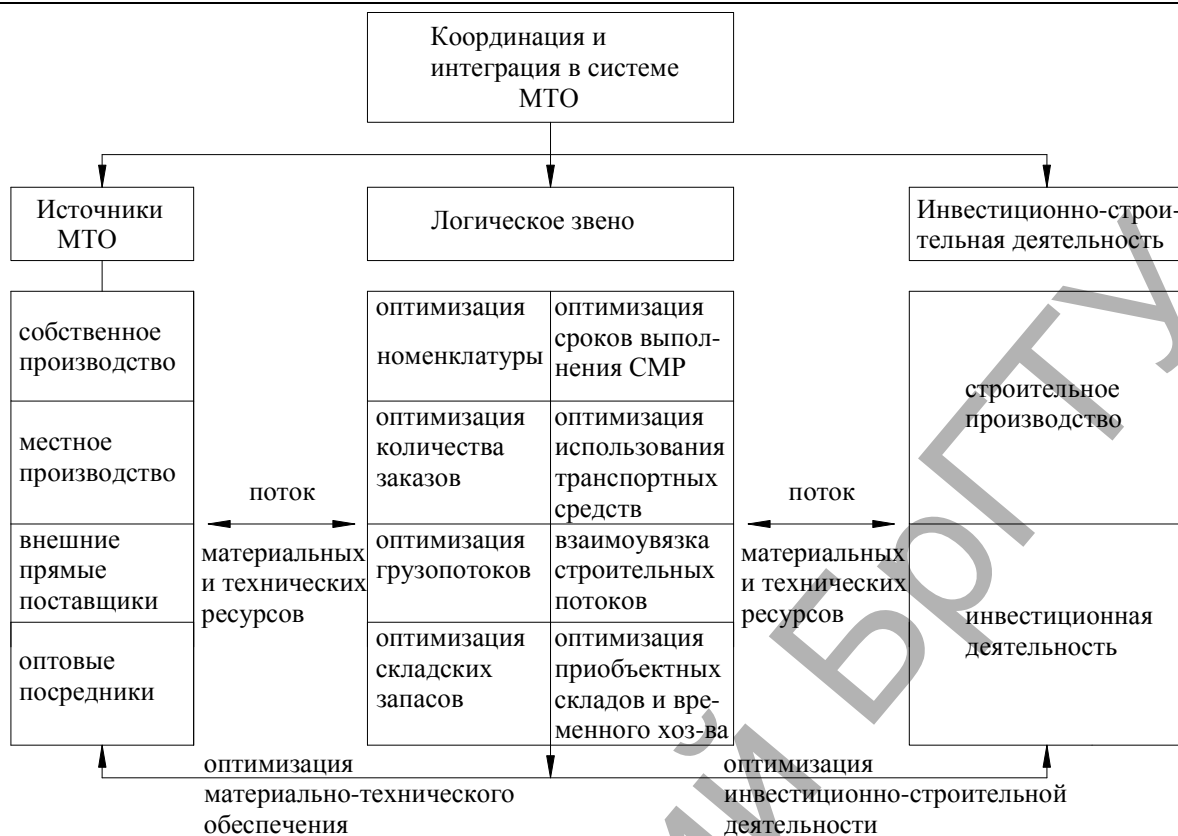 Координация и
интеграция в системе
МТО
Источники
МТО
Логическое звено
Инвестиционно-строи-
тельная деятельность
собственное
производство
местное
производство
внешние
прямые
поставщики
оптовые
посредники
поток
материальных
и технических
ресурсов
оптимизация
номенклатуры
оптимизация
сроков выпол-
нения СМР
оптимизация
количества
заказов
оптимизация
использования
транспортных
средств
оптимизация
грузопотоков
взаимоувязка
строительных
потоков
оптимизация
складских
запасов
оптимизация
приобъектных
складов и вре-
менного хоз-ва
поток
материальных
и технических
ресурсов
строительное
производство
инвестиционная
деятельность
оптимизация
материально-технического
обеспечения
оптимизация
инвестиционно-строительной
деятельности
БрГТУ